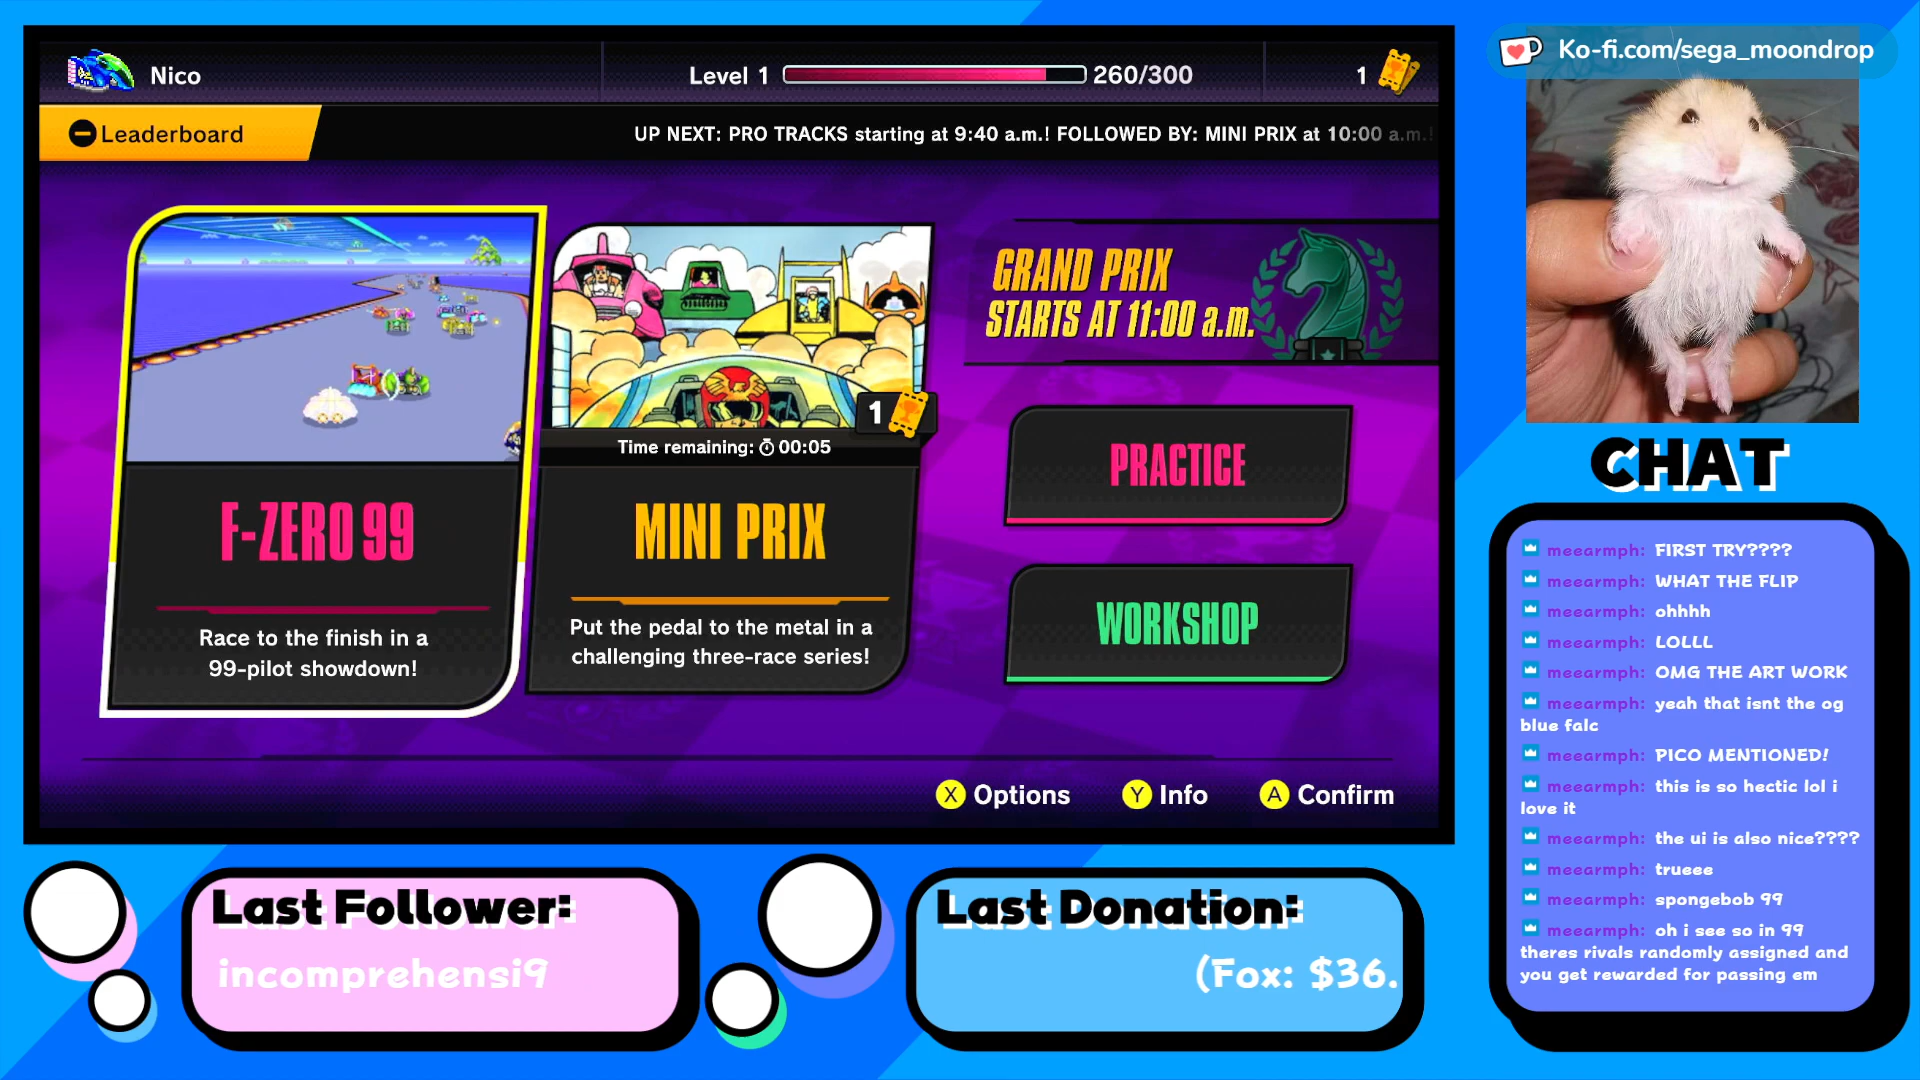 Nico
Level 1
260/300
1
Leaderboard
UP NEXT: PRO TRACKS starting at 9:40 a.m.! FOLLOWED BY: MINI PRIX at 10:00 a.m.!
1
Time remaining: 00:05
F-ZERO 99
Race to the finish in a
99-pilot showdown!
MINI PRIX
Put the pedal to the metal in a
challenging three-race series!
GRAND PRIX
STARTS AT 11:00 a.m.
PRACTICE
WORKSHOP
X Options
Y Info
A Confirm
Ko-fi.com/sega_moondrop
CHAT
meearmph: FIRST TRY????
meearmph: WHAT THE FLIP
meearmph: ohhhh
meearmph: LOLLL
meearmph: OMG THE ART WORK
meearmph: yeah that isnt the og
blue falc
meearmph: PICO MENTIONED!
meearmph: this is so hectic lol i
love it
meearmph: the ui is also nice????
meearmph: trueee
meearmph: spongebob 99
meearmph: oh i see so in 99
theres rivals randomly assigned and
you get rewarded for passing em
Last Follower:
incomprehensi9
Last Donation:
(Fox: $36.